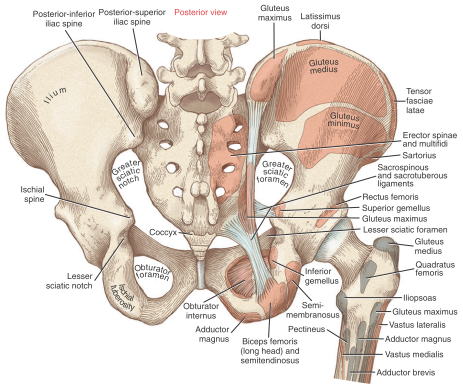 Posterior-inferior
iliac spine
Posterior-superior
iliac spine
Posterior view
Gluteus
maximus
Latissimus
dorsi
Ilium
Gluteus
medius
Gluteus
minimus
Tensor
fasciae
latae
Erector spinae
and multifidi
Sartorius
Greater
sciatic
notch
Greater
sciatic
foramen
Sacrospinous
and sacrotuberous
ligaments
Ischial
spine
Rectus femoris
Superior gemellus
Gluteus maximus
Coccyx
Lesser sciatic foramen
Gluteus
medius
Quadratus
femoris
Lesser
sciatic notch
Obturator
foramen
Ischial
tuberosity
Inferior
gemellus
Obturator
internus
Semi-
membranosus
Iliopsoas
Gluteus maximus
Adductor
magnus
Pectineus
Vastus lateralis
Biceps femoris
(long head) and
semitendinosus
Adductor magnus
Vastus medialis
Adductor brevis